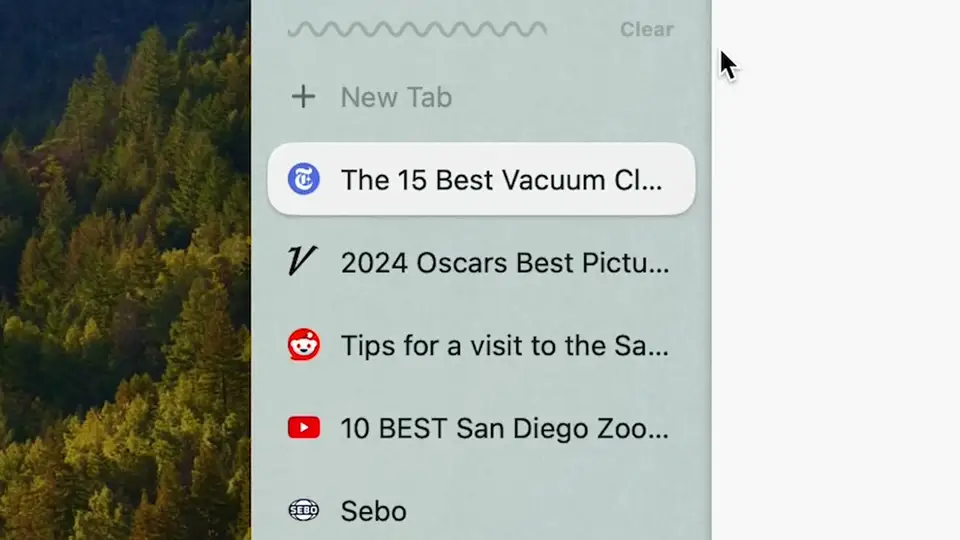 Clear
New Tab
The 15 Best Vacuum Cl...
2024 Oscars Best Pictu...
Tips for a visit to the Sa...
10 BEST San Diego Zoo...
SEBO
Sebo